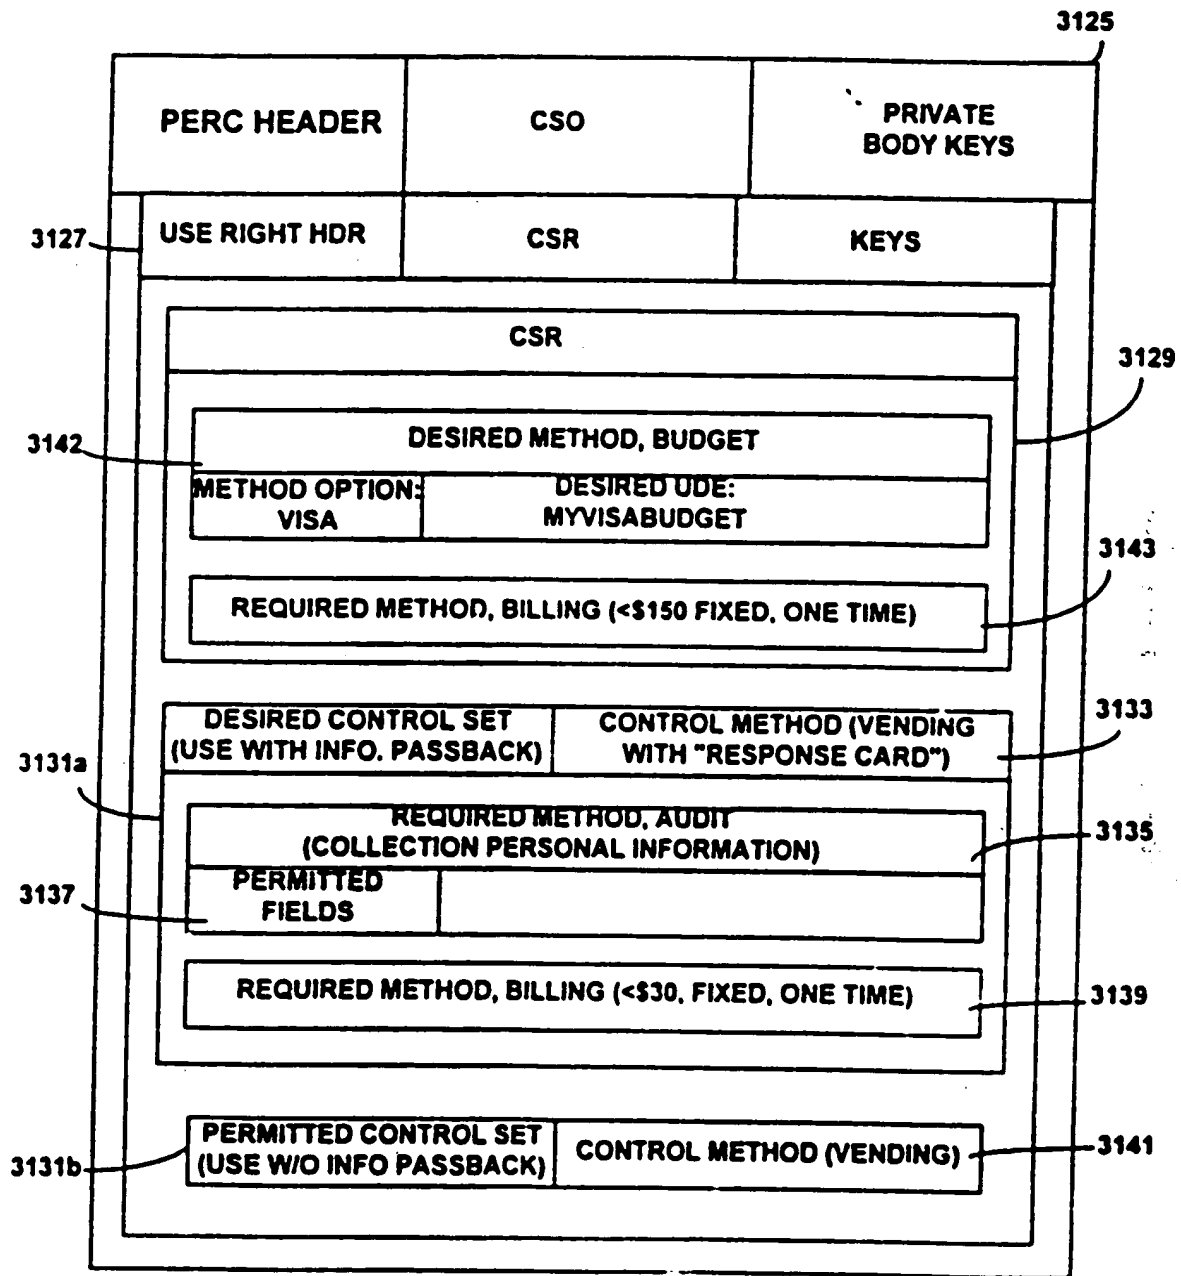 3125
PERC HEADER
CSO
PRIVATE
BODY KEYS
3127
USE RIGHT HDR
CSR
KEYS
CSR
3129
DESIRED METHOD, BUDGET
3142
METHOD OPTION:
VISA
DESIRED UDE:
MYVISABUDGET
3143
REQUIRED METHOD, BILLING (<$150 FIXED, ONE TIME)
DESIRED CONTROL SET
(USE WITH INFO. PASSBACK)
CONTROL METHOD (VENDING
WITH "RESPONSE CARD")
3133
3131a
REQUIRED METHOD, AUDIT
(COLLECTION PERSONAL INFORMATION)
3135
3137
PERMITTED
FIELDS
REQUIRED METHOD, BILLING (<$30, FIXED, ONE TIME)
3139
PERMITTED CONTROL SET
(USE W/O INFO PASSBACK)
CONTROL METHOD (VENDING)
3141
3131b